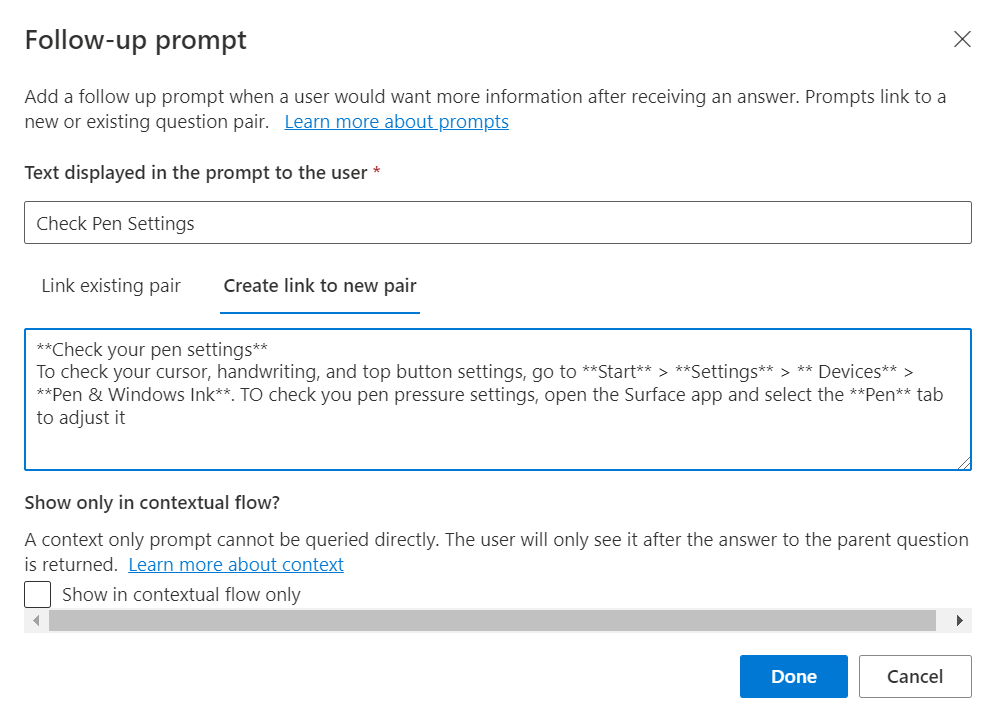 Follow-up prompt
Add a follow up prompt when a user would want more information after receiving an answer. Prompts link to a
new or existing question pair. Learn more about prompts
Text displayed in the prompt to the user *
Check Pen Settings
Link existing pair Create link to new pair
**Check your pen settings**
To check your cursor, handwriting, and top button settings, go to **Start** > **Settings** > ** Devices** >
**Pen & Windows Ink**. TO check you pen pressure settings, open the Surface app and select the **Pen** tab
to adjust it
Show only in contextual flow?
A context only prompt cannot be queried directly. The user will only see it after the answer to the parent question
is returned. Learn more about context
Show in contextual flow only
Done Cancel